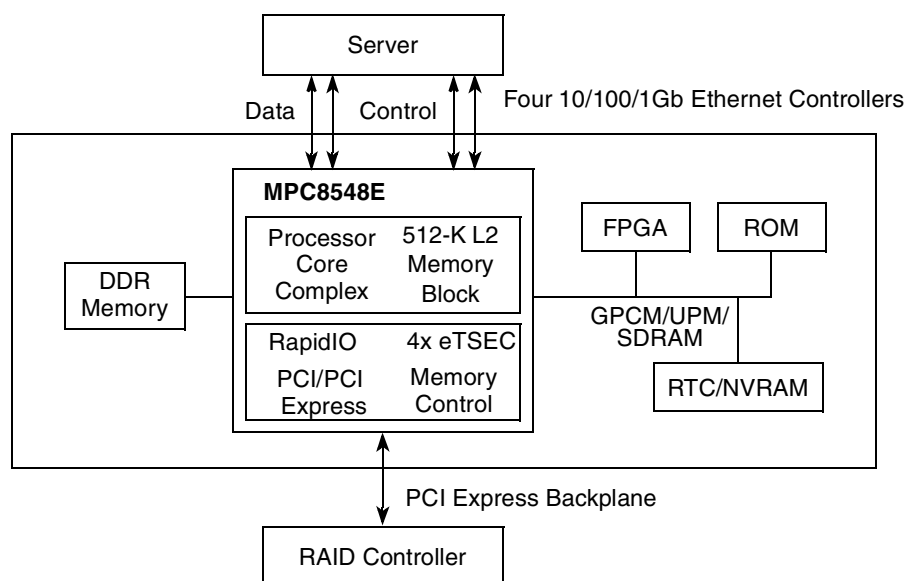 Server
Data
Control
Four 10/100/1Gb Ethernet Controllers
MPC8548E
Processor
Core
Complex
512-K L2
Memory
Block
RapidIO
4x eTSEC
PCI/PCI
Express
Memory
Control
DDR
Memory
FPGA
ROM
GPCM/UPM/
SDRAM
RTC/NVRAM
PCI Express Backplane
RAID Controller